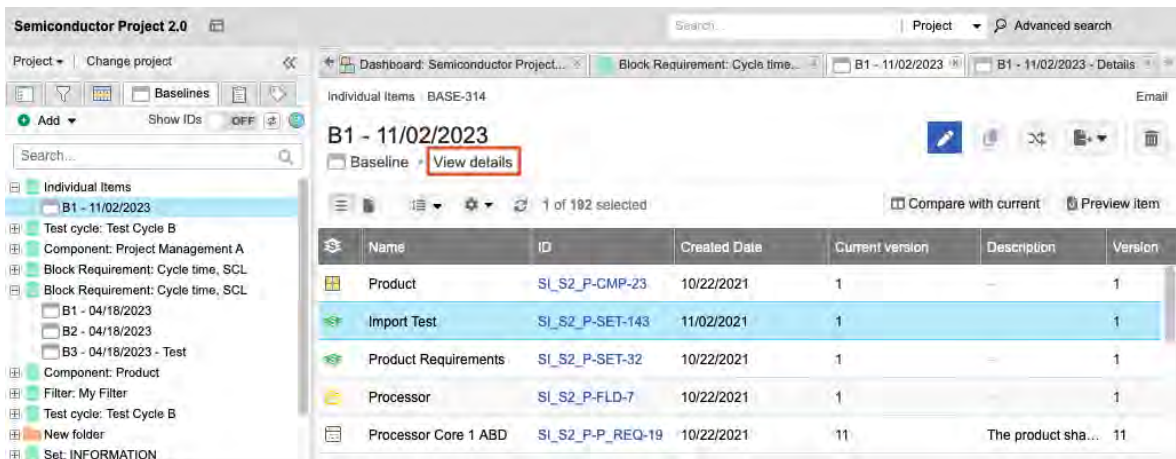 Semiconductor Project 2.0
Search...
Project
Advanced search
Project
Change project
Dashboard: Semiconductor Project...
Block Requirement: Cycle time...
B1 - 11/02/2023
B1 - 11/02/2023 - Details
Baselines
Individual Items BASE-314
Email
Add
Show IDs
OFF
B1 - 11/02/2023
Search...
Baseline
View details
Individual Items
B1 - 11/02/2023
Test cycle: Test Cycle B
Component: Project Management A
Block Requirement: Cycle time, SCL
Block Requirement: Cycle time, SCL
B1 - 04/18/2023
B2 - 04/18/2023
B3 - 04/18/2023 - Test
Component: Product
Filter: My Filter
Test cycle: Test Cycle B
New folder
Set: INFORMATION
1 of 192 selected
Compare with current
Preview item
Name ID Created Date Current version Description Version
Product SI_S2_P-CMP-23 10/22/2021 1 1
Import Test SI_S2_P-SET-143 11/02/2021 1 1
Product Requirements SI_S2_P-SET-32 10/22/2021 1 1
Processor SI_S2_P-FLD-7 10/22/2021 1 1
Processor Core 1 ABD SI_S2_P-P_REQ-19 10/22/2021 11 The product sha... 11